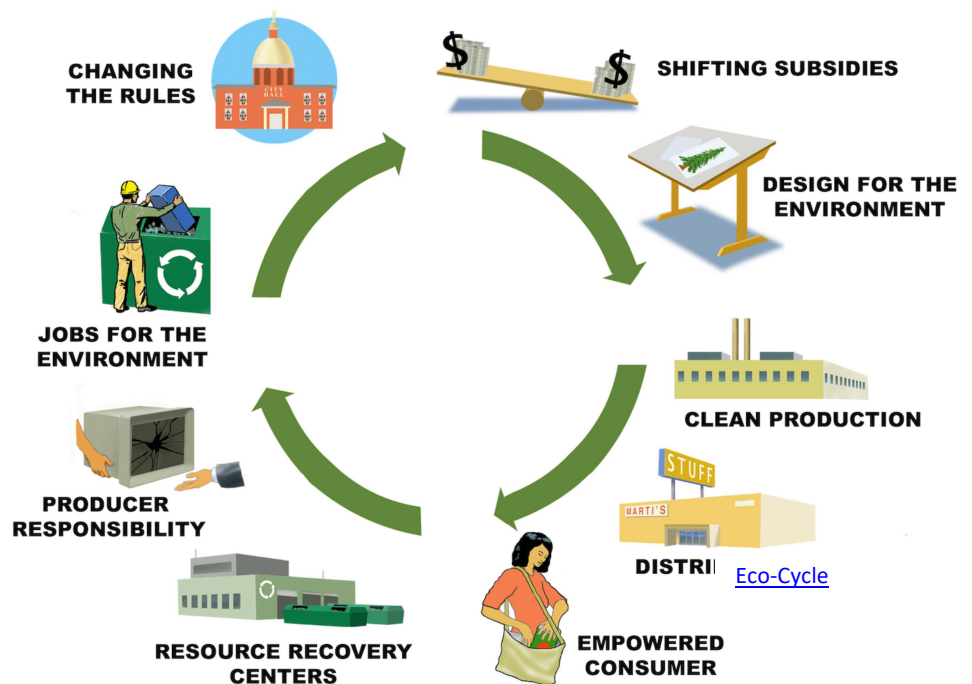 CHANGING
THE RULES
CITY
HALL
$
$
SHIFTING SUBSIDIES
DESIGN FOR THE
ENVIRONMENT
CLEAN PRODUCTION
STUFF
MARTI'S
DISTRI
Eco-Cycle
EMPOWERED
CONSUMER
RESOURCE RECOVERY
CENTERS
PRODUCER
RESPONSIBILITY
JOBS FOR THE
ENVIRONMENT